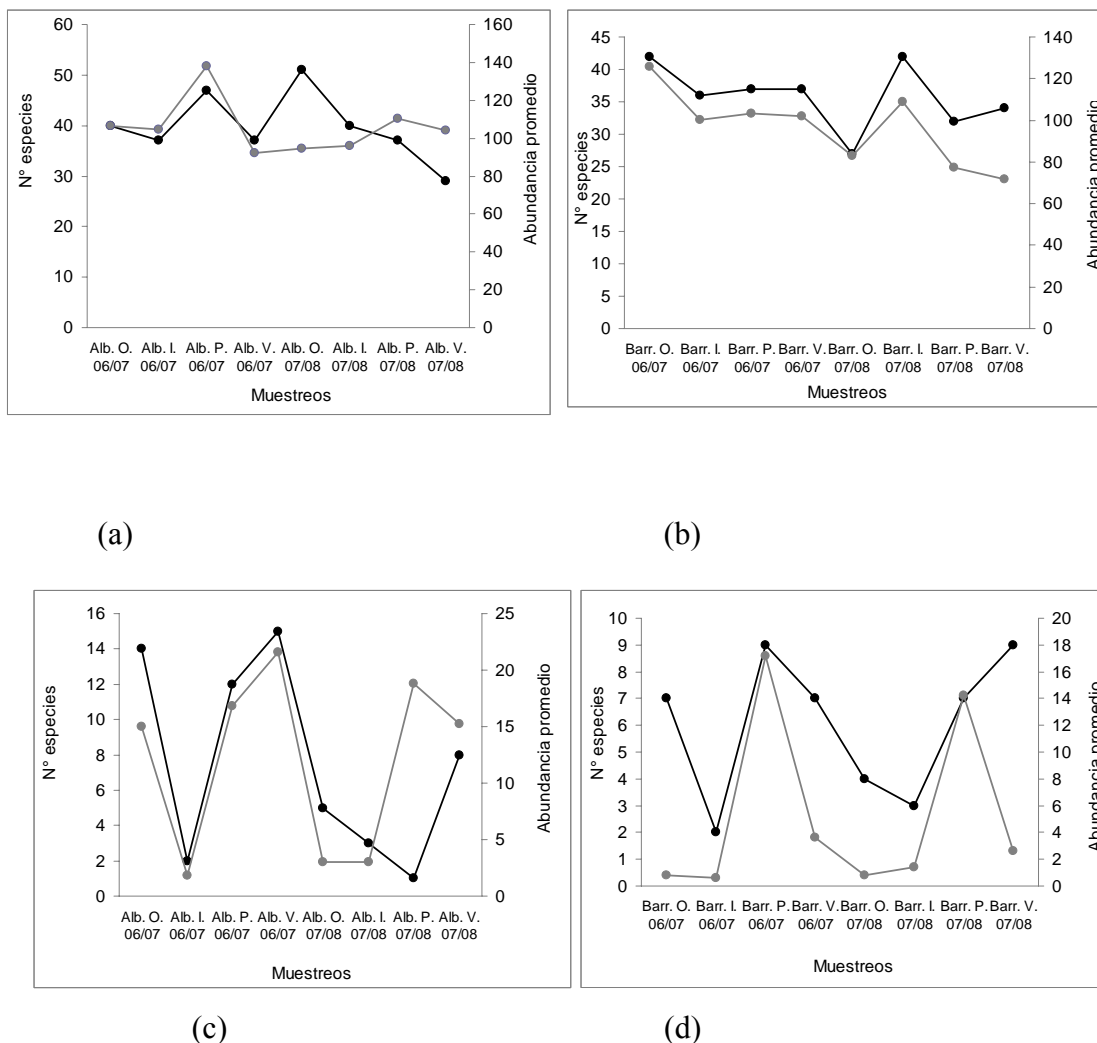 60
50
40
30
20
10
0
N° especies
160
140
120
100
80
60
40
20
0
Abundancia promedio
Alb. O. Alb. I. Alb. P. Alb. V. Alb. O. Alb. I. Alb. P. Alb. V.
06/07 06/07 06/07 06/07 07/08 07/08 07/08 07/08
Muestreos
45
40
35
30
25
20
15
10
5
0
N° especies
140
120
100
80
60
40
20
0
Abundancia promedio
Barr. O. Barr. I. Barr. P. Barr. V. Barr. O. Barr. I. Barr. P. Barr. V.
06/07 06/07 06/07 06/07 07/08 07/08 07/08 07/08
Muestreos
(a)
(b)
16
14
12
10
8
6
4
2
0
N° especies
25
20
15
10
5
0
Abundancia promedio
Alb. O. Alb. I. Alb. P. Alb. V. Alb. O. Alb. I. Alb. P. Alb. V.
06/07 06/07 06/07 06/07 07/08 07/08 07/08 07/08
Muestreos
10
9
8
7
6
5
4
3
2
1
0
N° especies
20
18
16
14
12
10
8
6
4
2
0
Abundancia promedio
Barr. O. Barr. I. Barr. P. Barr. V. Barr. O. Barr. I. Barr. P. Barr. V.
06/07 06/07 06/07 06/07 07/08 07/08 07/08 07/08
Muestreos
(c)
(d)